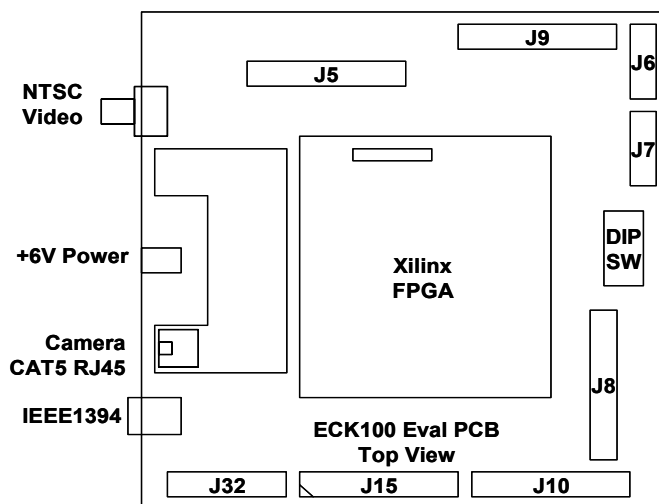 J9
J6
J5
NTSC
Video
J7
DIP
SW
+6V Power
Xilinx
FPGA
Camera
CAT5 RJ45
J8
IEEE1394
ECK100 Eval PCB
Top View
J32
J15
J10